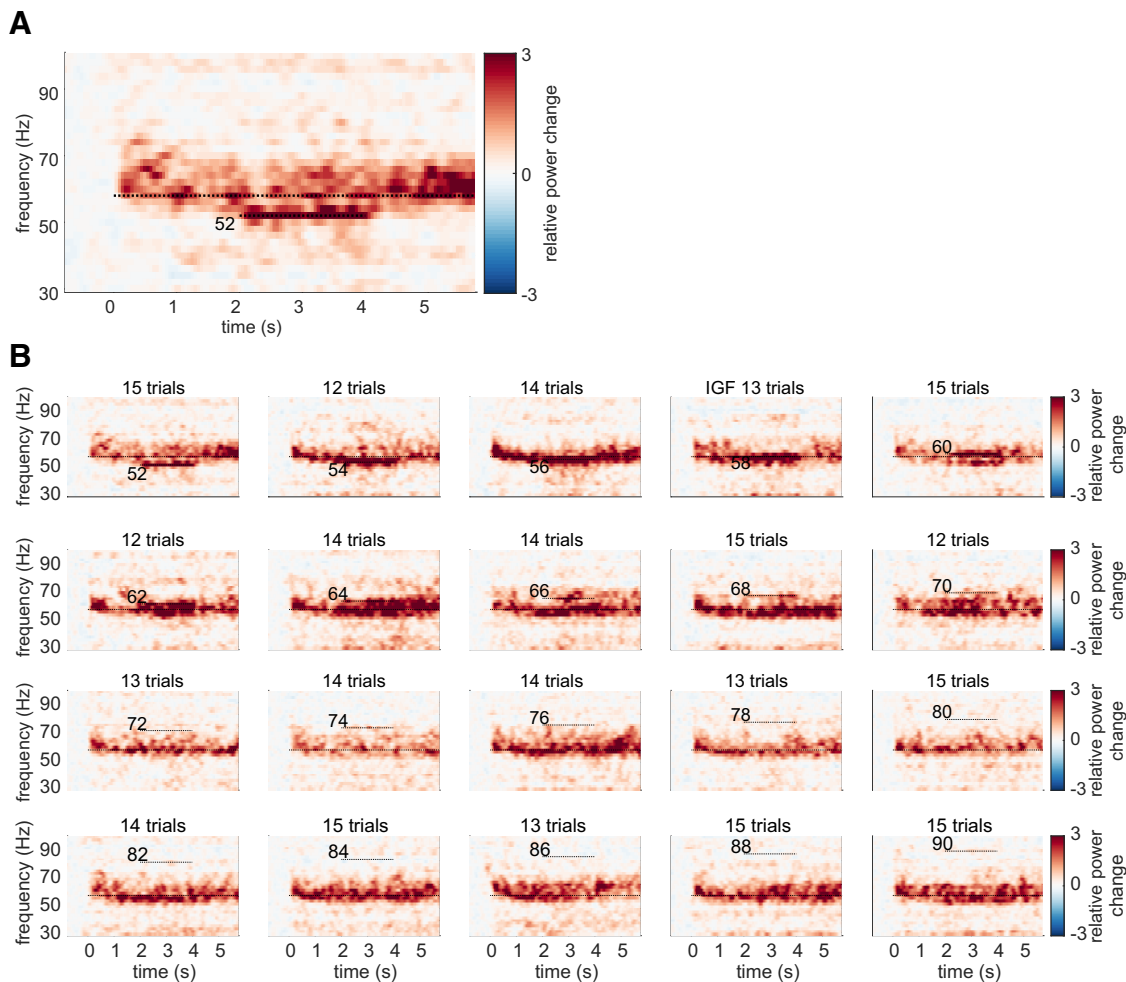 A
frequency (Hz)
90
70
50
30
52
0 1 2 3 4 5
time (s)
3
0
-3
relative power change
B
15 trials 12 trials 14 trials IGF 13 trials 15 trials
frequency (Hz)
90
70
50
30
52 54 56 58 60
3
0
-3
relative power
change
12 trials 14 trials 14 trials 15 trials 12 trials
frequency (Hz)
90
70
50
30
62 64 66 68 70
3
0
-3
relative power
change
13 trials 14 trials 14 trials 13 trials 15 trials
frequency (Hz)
90
70
50
30
72 74 76 78 80
3
0
-3
relative power
change
14 trials 15 trials 13 trials 15 trials 15 trials
frequency (Hz)
90
70
50
30
82 84 86 88 90
3
0
-3
relative power
change
0 1 2 3 4 5 0 1 2 3 4 5 0 1 2 3 4 5 0 1 2 3 4 5 0 1 2 3 4 5
time (s) time (s) time (s) time (s) time (s)